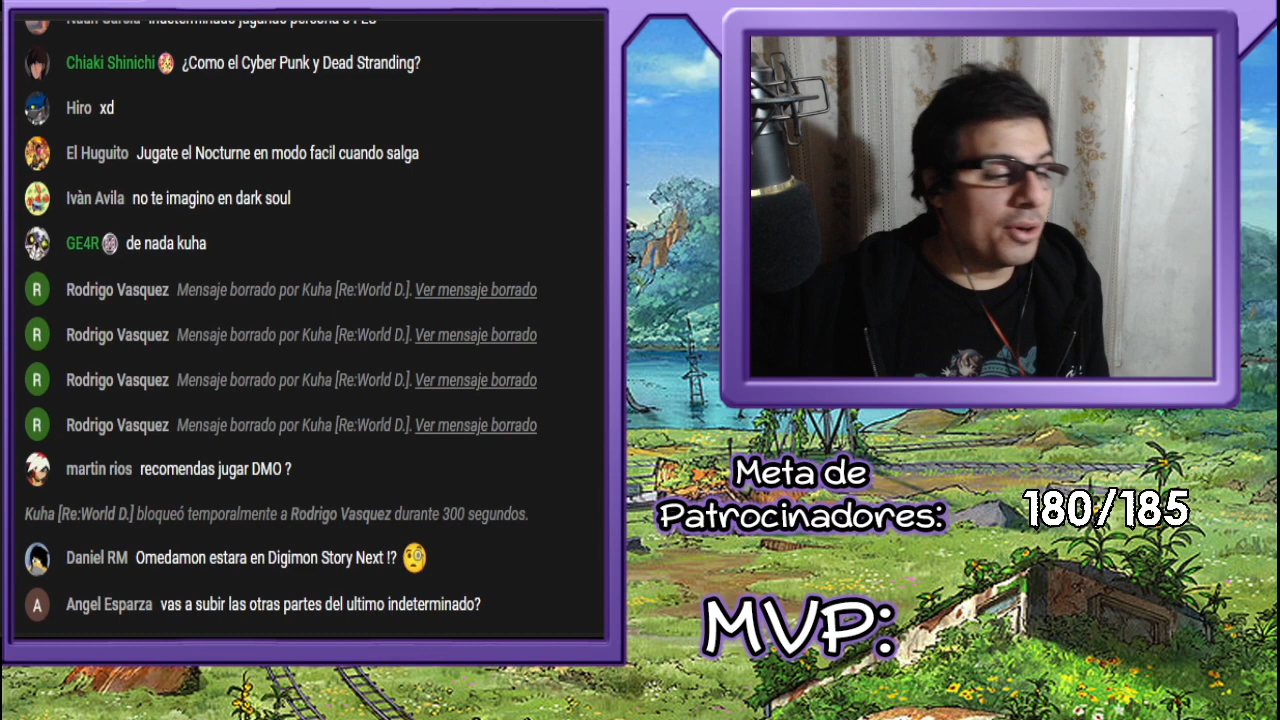 indeterminado jugando persona 5 FES
Chiaki Shinichi ¿Como el Cyber Punk y Dead Stranding?
Hiro xd
El Huguito Jugate el Nocturne en modo facil cuando salga
Ivàn Avila no te imagino en dark soul
GE4R de nada kuha
R Rodrigo Vasquez Mensaje borrado por Kuha [Re:World D.]. Ver mensaje borrado
R Rodrigo Vasquez Mensaje borrado por Kuha [Re:World D.]. Ver mensaje borrado
R Rodrigo Vasquez Mensaje borrado por Kuha [Re:World D.]. Ver mensaje borrado
R Rodrigo Vasquez Mensaje borrado por Kuha [Re:World D.]. Ver mensaje borrado
martin rios recomendas jugar DMO ?
Kuha [Re:World D.] bloqueó temporalmente a Rodrigo Vasquez durante 300 segundos.
Daniel RM Omedamon estara en Digimon Story Next !?
A Angel Esparza vas a subir las otras partes del ultimo indeterminado?
Meta de
Patrocinadores: 180/185
MVP: